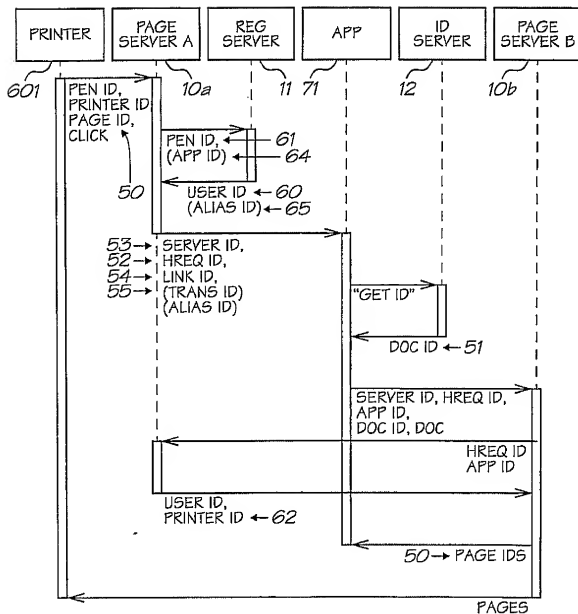 PRINTER
PAGE
SERVER A
REG
SERVER
APP
ID
SERVER
PAGE
SERVER B
601
10a
11
71
12
10b
PEN ID,
PRINTER ID
PAGE ID,
CLICK
50
PEN ID, 61
(APP ID) 64
USER ID 60
(ALIAS ID) 65
53 SERVER ID,
52 HREQ ID,
54 LINK ID,
55 (TRANS ID)
(ALIAS ID)
"GET ID"
DOC ID 51
SERVER ID, HREQ ID,
APP ID,
DOC ID, DOC
HREQ ID
APP ID
USER ID,
PRINTER ID 62
50 PAGE IDS
PAGES